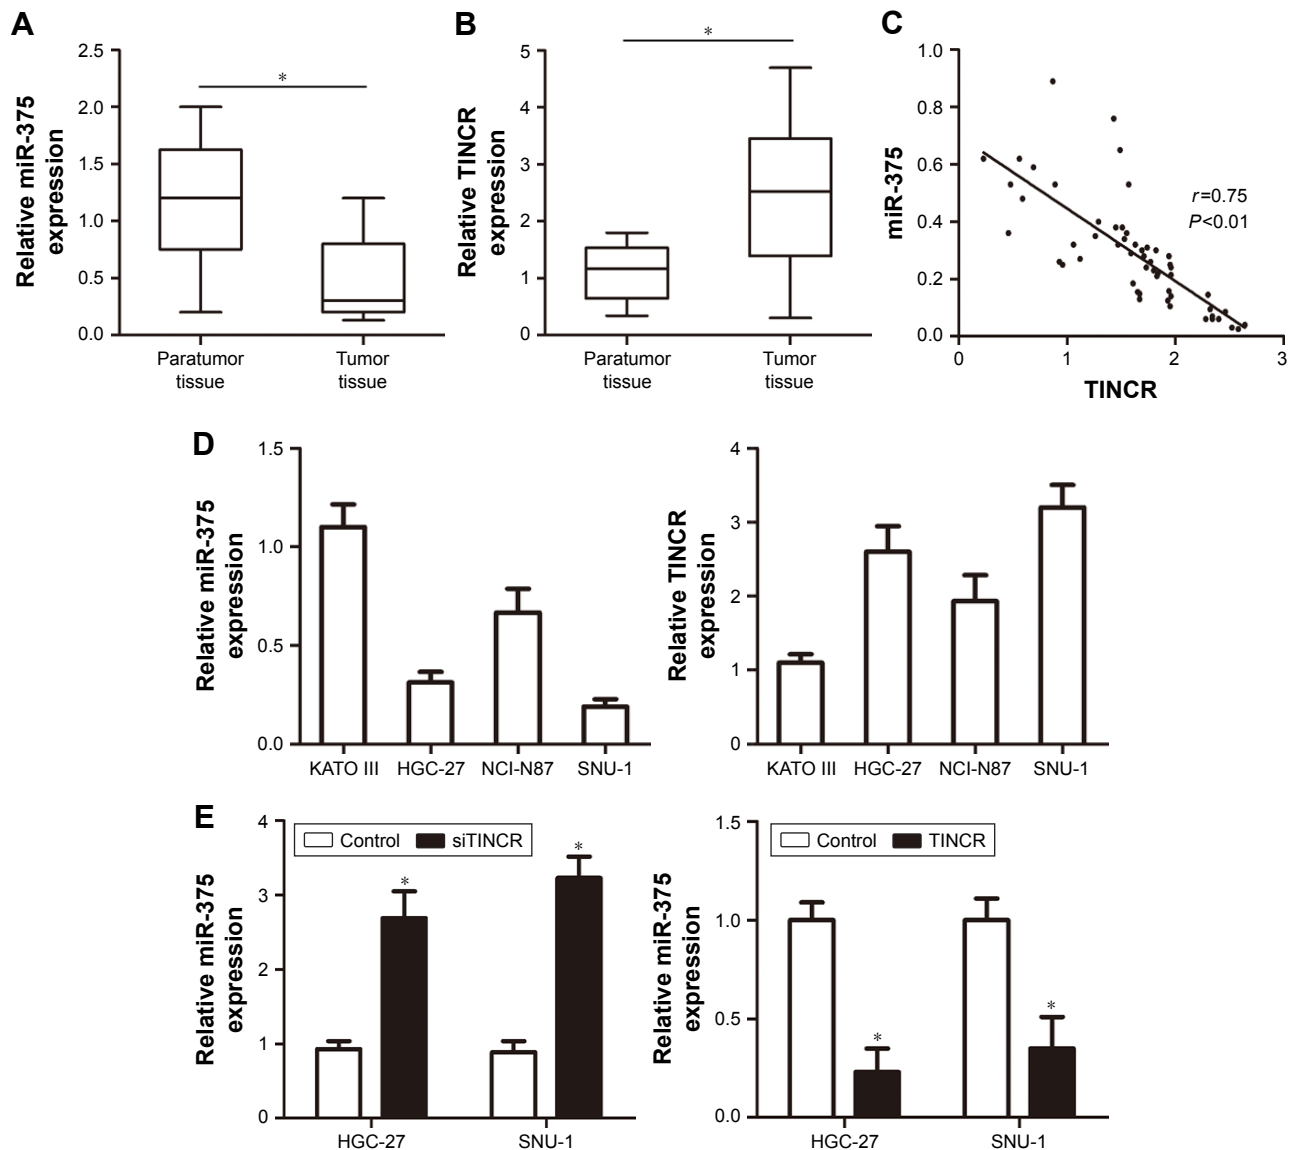 A
Relative miR-375
expression
2.5
2.0
1.5
1.0
0.5
0.0
*
Paratumor
tissue
Tumor
tissue
B
Relative TINCR
expression
5
4
3
2
1
0
*
Paratumor
tissue
Tumor
tissue
C
miR-375
1.0
0.8
0.6
0.4
0.2
0.0
r=0.75
P<0.01
0 1 2 3
TINCR
D
Relative miR-375
expression
1.5
1.0
0.5
0.0
KATO III HGC-27 NCI-N87 SNU-1
Relative TINCR
expression
4
3
2
1
0
KATO III HGC-27 NCI-N87 SNU-1
E
Relative miR-375
expression
4
3
2
1
0
Control siTINCR
*
*
HGC-27 SNU-1
Relative miR-375
expression
1.5
1.0
0.5
0.0
Control TINCR
*
*
HGC-27 SNU-1